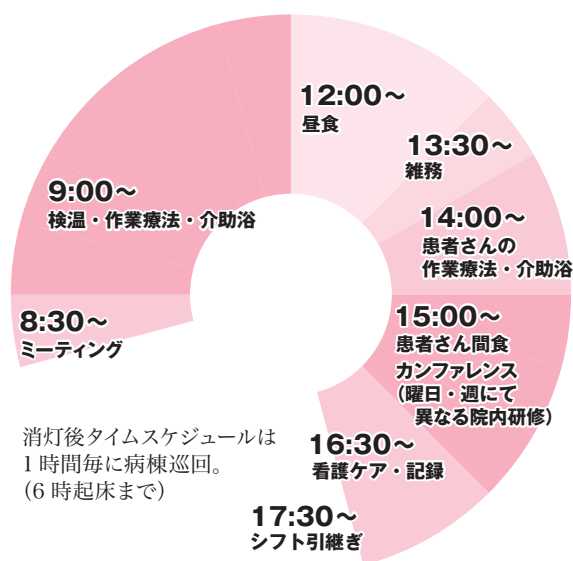 8:30〜
ミーティング
9:00〜
検温・作業療法・介助浴
12:00〜
昼食
13:30〜
雑務
14:00〜
患者さんの
作業療法・介助浴
15:00〜
患者さん間食
カンファレンス
(曜日・週にて
異なる院内研修)
16:30〜
看護ケア・記録
17:30〜
シフト引継ぎ
消灯後タイムスケジュールは
1時間毎に病棟巡回。
(6時起床まで)